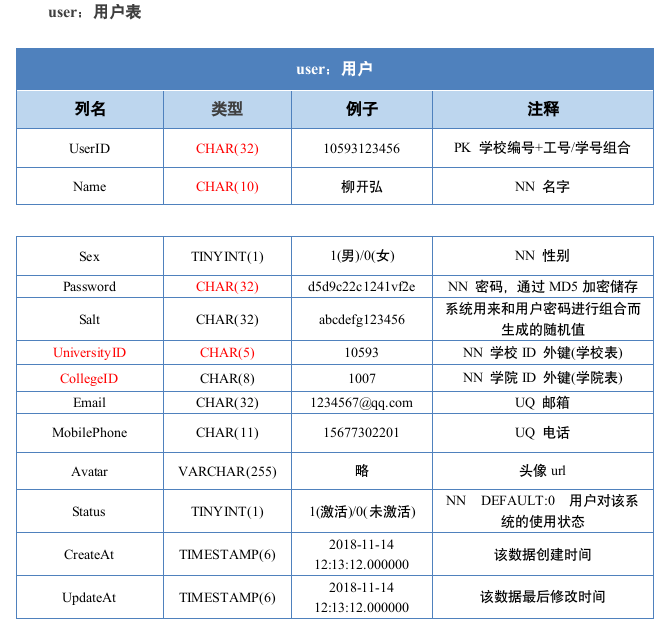 user：用户表
user：用户
列名 类型 例子 注释
UserID CHAR(32) 10593123456 PK 学校编号+工号/学号组合
Name CHAR(10) 柳开弘 NN 名字
Sex TINYINT(1) 1(男)/0(女) NN 性别
Password CHAR(32) d5d9c22c1241vf2e NN 密码，通过 MD5 加密储存
Salt CHAR(32) abcdefg123456 系统用来和用户密码进行组合而
生成的随机值
UniversityID CHAR(5) 10593 NN 学校 ID 外键(学校表)
CollegeID CHAR(8) 1007 NN 学院 ID 外键(学院表)
Email CHAR(32) 1234567@qq.com UQ 邮箱
MobilePhone CHAR(11) 15677302201 UQ 电话
Avatar VARCHAR(255) 略 头像 url
Status TINYINT(1) 1(激活)/0(未激活) NN DEFAULT:0 用户对该系
统的使用状态
CreateAt TIMESTAMP(6) 2018-11-14
12:13:12.000000 该数据创建时间
UpdateAt TIMESTAMP(6) 2018-11-14
12:13:12.000000 该数据最后修改时间